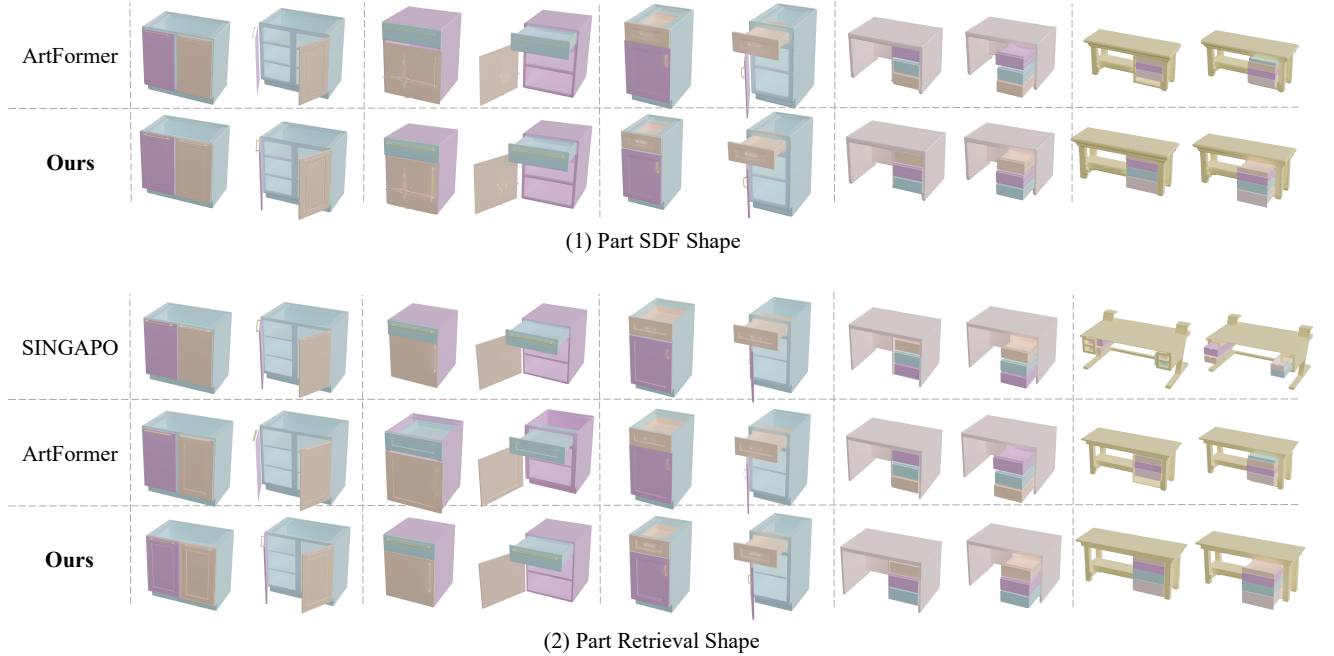 ArtFormer
Ours
(1) Part SDF Shape
SINGAPO
ArtFormer
Ours
(2) Part Retrieval Shape